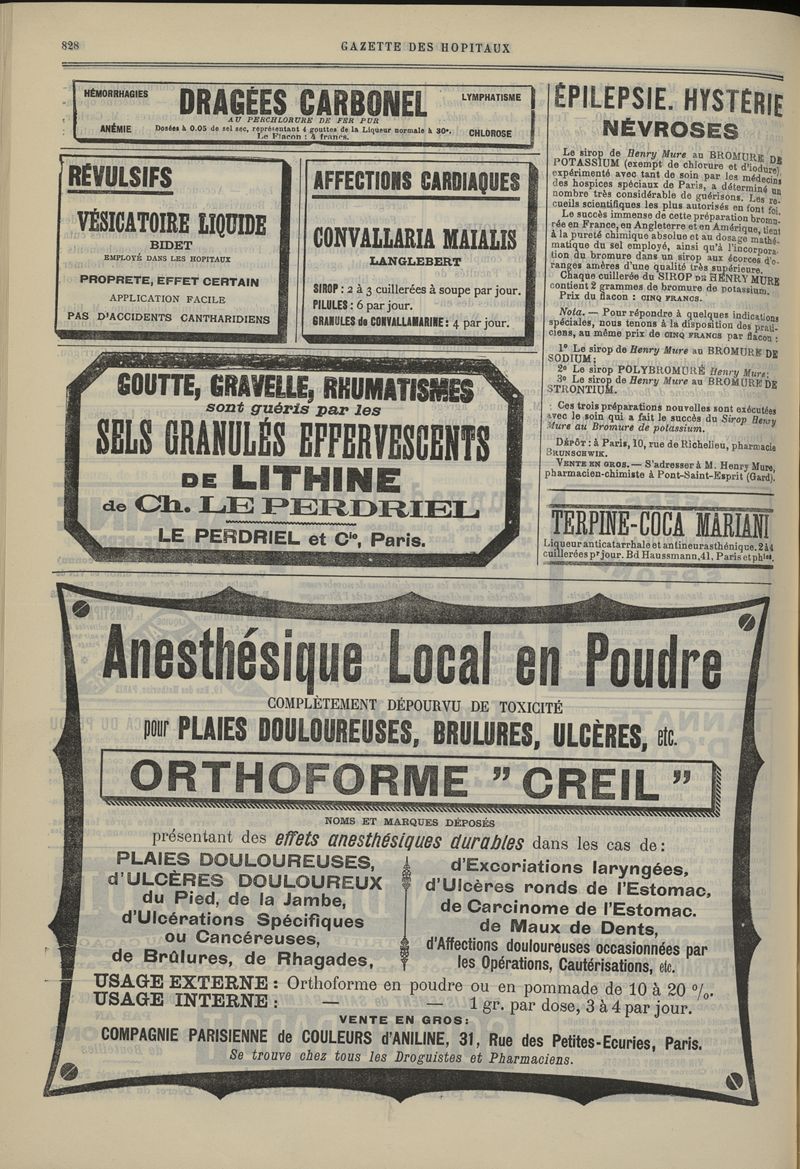 828
GAZETTE DES HOPITAUX
HÉMORRHAGIES
ANÉMIE
DRAGÉES CARBONEL
AU PERCHLORURE DE FER PUR
Dosées à 0.05 de sel sec, représentant 4 gouttes de la Liqueur normale à 30°.
Le Flacon : 4 francs.
LYMPHATISME
CHLOROSE
RÉVULSIFS
VÉSICATOIRE LIQUIDE
BIDET
EMPLOYÉ DANS LES HOPITAUX
PROPRETE, EFFET CERTAIN
APPLICATION FACILE
PAS D'ACCIDENTS CANTHARIDIENS
AFFECTIONS CARDIAQUES
CONVALLARIA MAIALIS
LANGLEBERT
SIROP : 2 à 3 cuillerées à soupe par jour.
PILULES : 6 par jour.
GRANULES de CONVALLAMARINE : 4 par jour.
GOUTTE, GRAVELLE, RHUMATISMES
sont guéris par les
SELS GRANULÉS EFFERVESCENTS
DE LITHINE
de Ch. LE PERDRIEL
LE PERDRIEL et Cie, Paris.
ÉPILEPSIE. HYSTÉRIE
NÉVROSES
Le sirop de Henry Mure au BROMURE DE
POTASSIUM (exempt de chlorure et d'iodure),
expérimenté avec tant de soin par les médecins
des hospices spéciaux de Paris, a déterminé un
nombre très considérable de guérisons. Les re-
cueils scientifiques les plus autorisés en font foi.
Le succès immense de cette préparation bromu-
rée en France, en Angleterre et en Amérique, tient
à la pureté chimique absolue et au dosage mathé-
matique du sel employé, ainsi qu'à l'incorpora-
tion du bromure dans un sirop aux écorces d'o-
ranges amères d'une qualité très supérieure.
Chaque cuillerée du SIROP DE HENRY MURE
contient 2 grammes de bromure de potassium.
Prix du flacon : CINQ FRANCS.
Nota. — Pour répondre à quelques indications
spéciales, nous tenons à la disposition des prati-
ciens, au même prix de CINQ FRANCS par flacon :
1° Le sirop de Henry Mure au BROMURE DE
SODIUM ;
2° Le sirop POLYBROMURÉ Henry Mure ;
3° Le sirop de Henry Mure au BROMURE DE
STRONTIUM.
Ces trois préparations nouvelles sont exécutées
avec le soin qui a fait le succès du Sirop Henry
Mure au Bromure de potassium.
DÉPÔT : à Paris, 10, rue de Richelieu, pharmacie
BRUNSCHWIK.
VENTE EN GROS. — S'adresser à M. Henry Mure,
pharmacien-chimiste à Pont-Saint-Esprit (Gard).
TERPINE-COCA MARIANI
Liqueur anticatarrhale et antineurasthénique. 2 à 4
cuillerées pr jour. Bd Haussmann, 41, Paris et phies.
Anesthésique Local en Poudre
COMPLÈTEMENT DÉPOURVU DE TOXICITÉ
pour PLAIES DOULOUREUSES, BRULURES, ULCÈRES, etc.
ORTHOFORME " CREIL "
NOMS ET MARQUES DÉPOSÉS
présentant des effets anesthésiques durables dans les cas de :
PLAIES DOULOUREUSES,
d'ULCÈRES DOULOUREUX
du Pied, de la Jambe,
d'Ulcérations Spécifiques
ou Cancéreuses,
de Brûlures, de Rhagades,
d'Excoriations laryngées,
d'Ulcères ronds de l'Estomac,
de Carcinome de l'Estomac.
de Maux de Dents,
d'Affections douloureuses occasionnées par
les Opérations, Cautérisations, etc.
USAGE EXTERNE : Orthoforme en poudre ou en pommade de 10 à 20 %.
USAGE INTERNE : — — 1 gr. par dose, 3 à 4 par jour.
VENTE EN GROS :
COMPAGNIE PARISIENNE de COULEURS d'ANILINE, 31, Rue des Petites-Ecuries, Paris.
Se trouve chez tous les Droguistes et Pharmaciens.